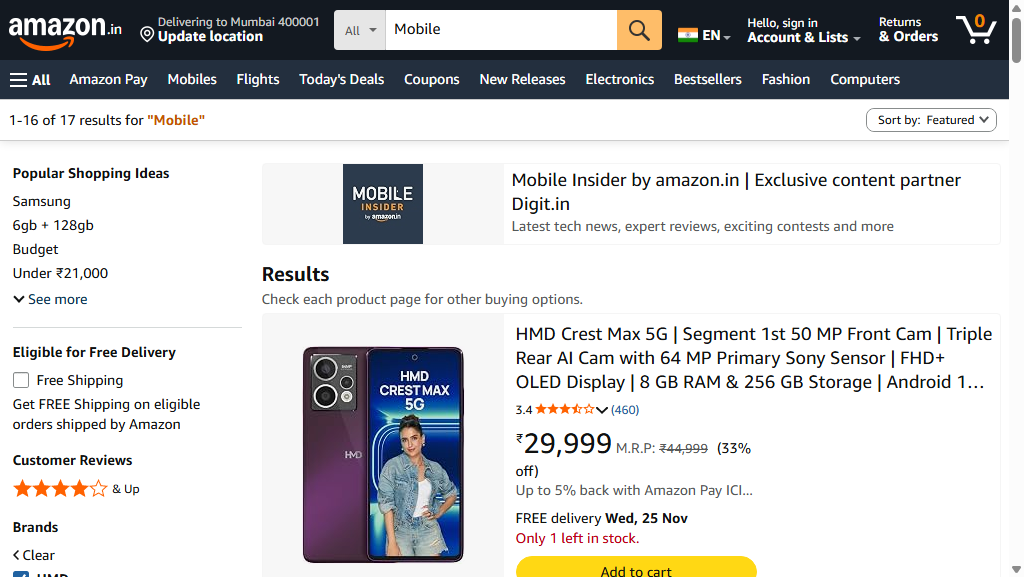 amazon.in
Delivering to Mumbai 400001
Update location
All
Mobile
EN
Hello, sign in
Account & Lists
Returns
& Orders
0
All
Amazon Pay
Mobiles
Flights
Today's Deals
Coupons
New Releases
Electronics
Bestsellers
Fashion
Computers
1-16 of 17 results for "Mobile"
Sort by: Featured
Popular Shopping Ideas
Samsung
6gb + 128gb
Budget
Under ₹21,000
See more
Eligible for Free Delivery
Free Shipping
Get FREE Shipping on eligible
orders shipped by Amazon
Customer Reviews
& Up
Brands
Clear
HMD
MOBILE
INSIDER
by amazon.in
Mobile Insider by amazon.in | Exclusive content partner
Digit.in
Latest tech news, expert reviews, exciting contests and more
Results
Check each product page for other buying options.
HMD
HMD
CREST MAX
5G
HMD Crest Max 5G | Segment 1st 50 MP Front Cam | Triple
Rear AI Cam with 64 MP Primary Sony Sensor | FHD+
OLED Display | 8 GB RAM & 256 GB Storage | Android 1…
3.4 (460)
₹29,999 M.R.P: ₹44,999 (33%
off)
Up to 5% back with Amazon Pay ICI…
FREE delivery Wed, 25 Nov
Only 1 left in stock.
Add to cart